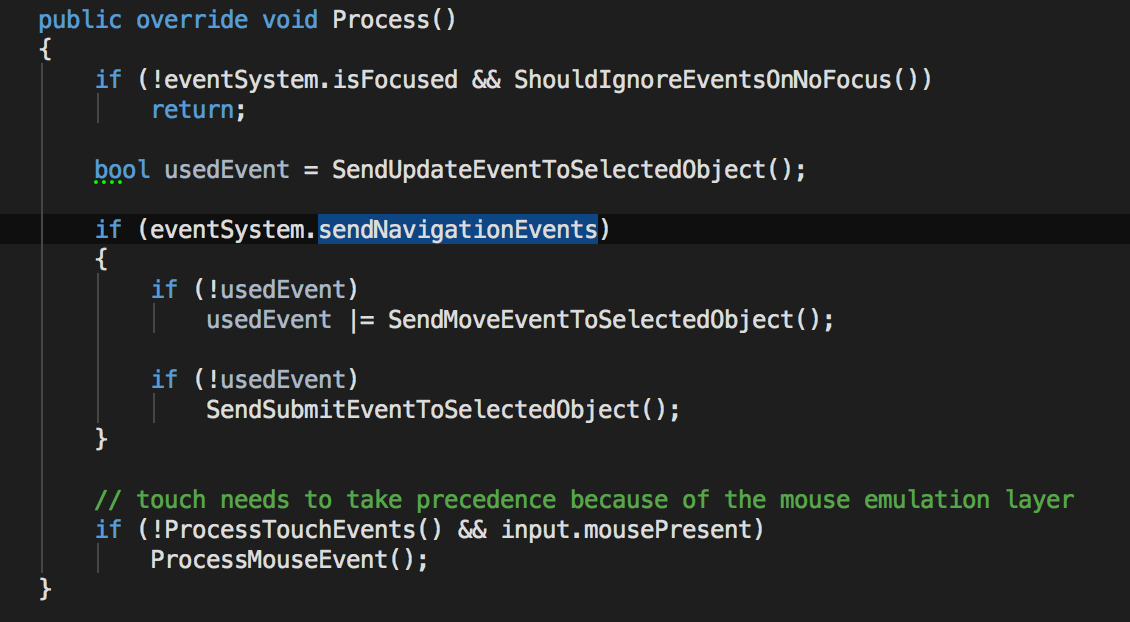 public override void Process()
{
if (!eventSystem.isFocused && ShouldIgnoreEventsOnNoFocus())
return;
bool usedEvent = SendUpdateEventToSelectedObject();
if (eventSystem.sendNavigationEvents)
{
if (!usedEvent)
usedEvent |= SendMoveEventToSelectedObject();
if (!usedEvent)
SendSubmitEventToSelectedObject();
}
// touch needs to take precedence because of the mouse emulation layer
if (!ProcessTouchEvents() && input.mousePresent)
ProcessMouseEvent();
}